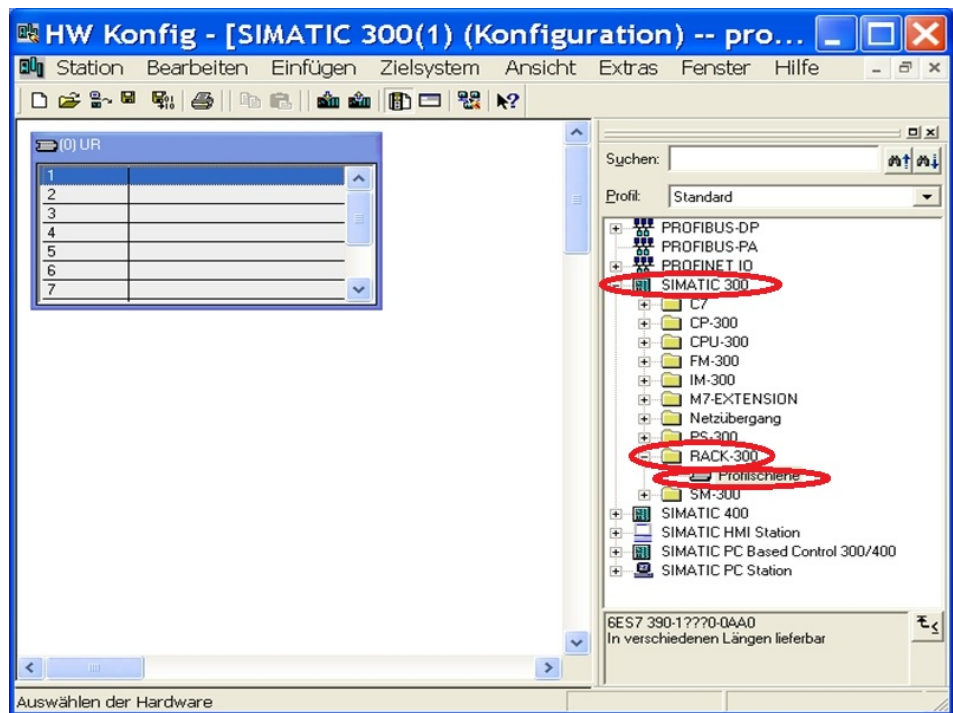 HW Konfig - [SIMATIC 300(1) (Konfiguration) -- pro...
Station Bearbeiten Einfügen Zielsystem Ansicht Extras Fenster Hilfe
(0) UR
1
2
3
4
5
6
7
Suchen:
Profil: Standard
PROFIBUS-DP
PROFIBUS-PA
PROFINET IO
SIMATIC 300
C7
CP-300
CPU-300
FM-300
IM-300
M7-EXTENSION
Netzübergang
PS-300
RACK-300
Profilschiene
SM-300
SIMATIC 400
SIMATIC HMI Station
SIMATIC PC Based Control 300/400
SIMATIC PC Station
6ES7 390-1???0-0AA0
In verschiedenen Längen lieferbar
Auswählen der Hardware